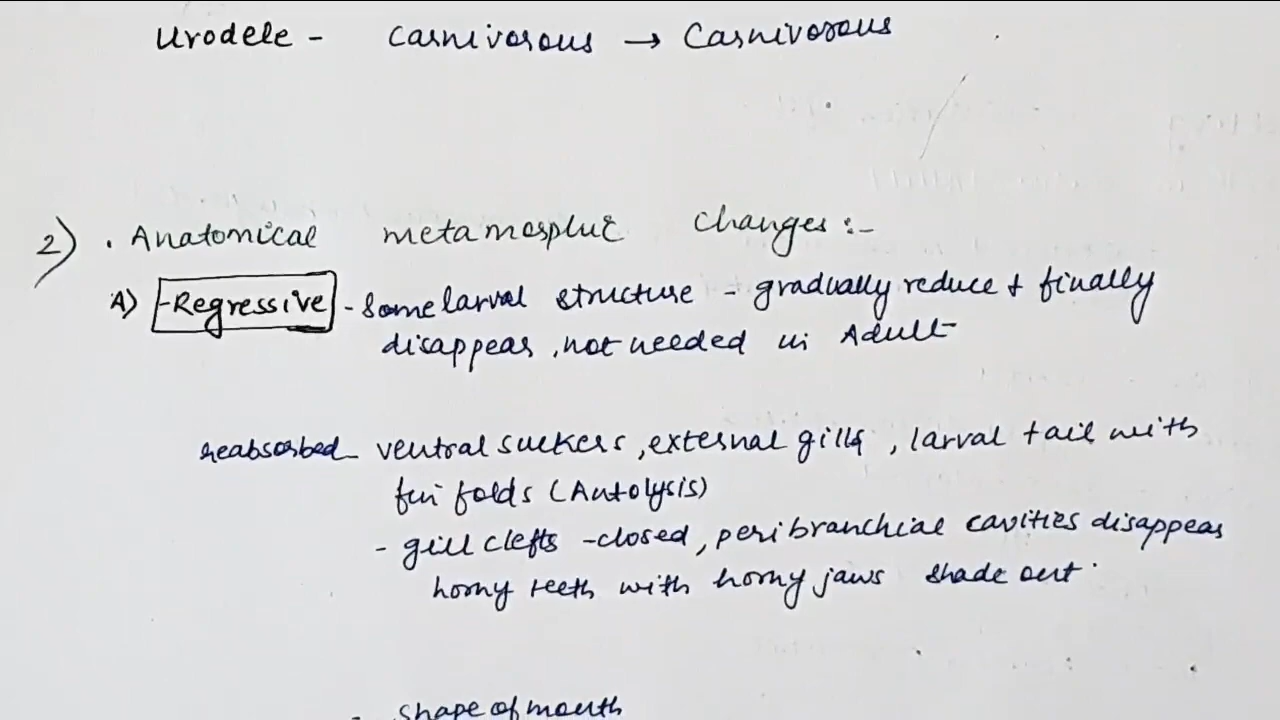 Urodele - Carnivorous → Carnivorous
2) . Anatomical metamorphic changes :-
A) -Regressive - Some larval structure - gradually reduce + finally
disappear, not needed in Adult
reabsorbed - ventral suckers, external gills, larval tail with
fin folds (Autolysis)
- gill clefts - closed, peribranchial cavities disappear
horny teeth with horny jaws shade out.
- shape of mouth